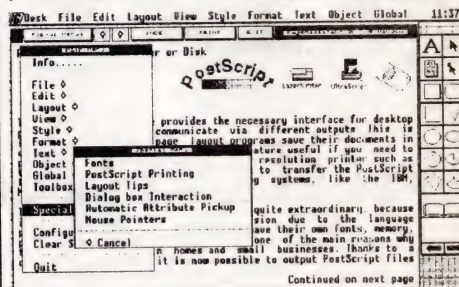 Desk File Edit Layout View Style Format Text Object Global 11:37
r or Disk
Info.....
PostScript
Laserprinter UltraScript
File
Edit
Layout
View
Style
Format
Text
Object
Global
Toolbox
Special
Configu
Clear S
Quit
Fonts
PostScript Printing
Layout Tips
Dialog box Interaction
Automatic Attribute Pickup
Mouse Pointers
Cancel
provides the necessary interface for desktop
communicate via different outputs This is
page layout programs save their documents in
ature useful if you need to
resolution printer such as
to transfer the PostScript
g systems, like the IBM,
quite extraordinary, because
sion due to the language
ave their own fonts, memory,
one of the main reasons why
n homes and small businesses. Thanks to a
it is now possible to output PostScript files
Continued on next page